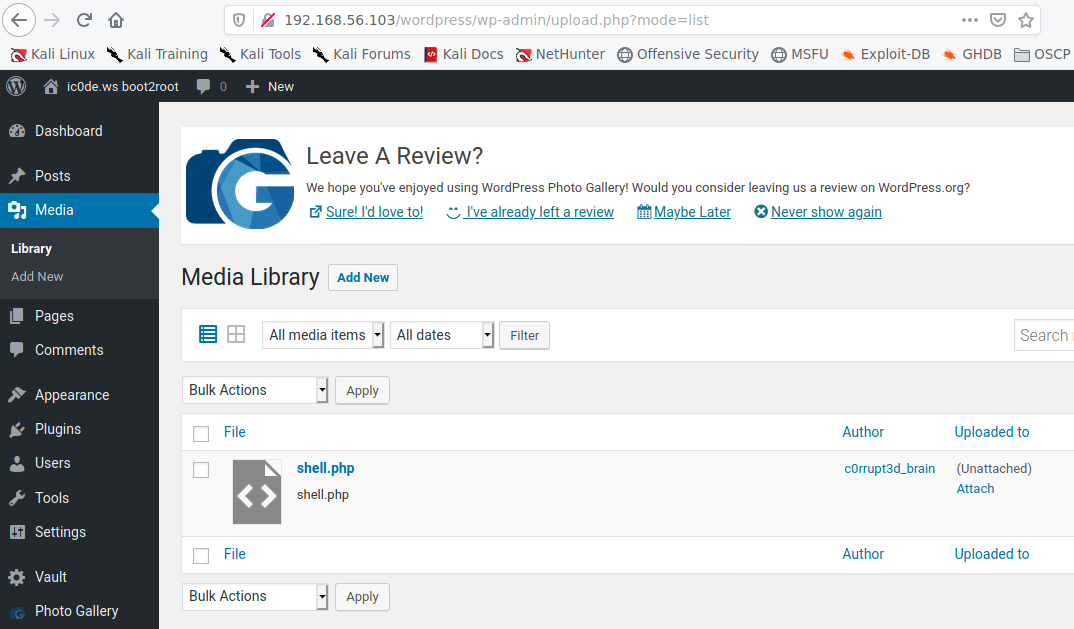 192.168.56.103/wordpress/wp-admin/upload.php?mode=list
Kali Linux Kali Training Kali Tools Kali Forums Kali Docs NetHunter Offensive Security MSFU Exploit-DB GHDB OSCP
ic0de.ws boot2root 0 New
Dashboard
Posts
Media
Library
Add New
Pages
Comments
Appearance
Plugins
Users
Tools
Settings
Vault
Photo Gallery
Leave A Review?
We hope you've enjoyed using WordPress Photo Gallery! Would you consider leaving us a review on WordPress.org?
Sure! I'd love to! I've already left a review Maybe Later Never show again
Media Library Add New
All media items All dates Filter Search
Bulk Actions Apply
File Author Uploaded to
shell.php c0rrupt3d_brain (Unattached)
shell.php Attach
File Author Uploaded to
Bulk Actions Apply